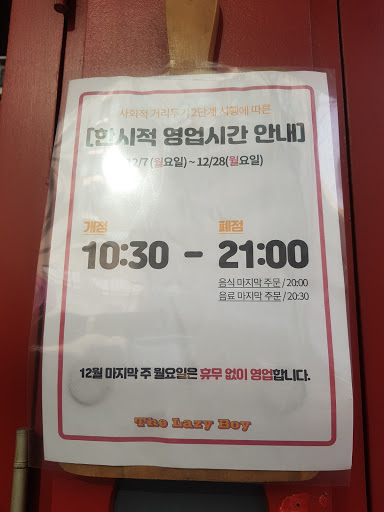 사회적 거리두기 2단계 시행에 따른
[한시적 영업시간 안내]
12/7 (월요일) ~ 12/28(월요일)
개점 폐점
10:30 - 21:00
음식 마지막 주문 / 20:00
음료 마지막 주문 / 20:30
12월 마지막 주 월요일은 휴무 없이 영업합니다.
The Lazy Boy